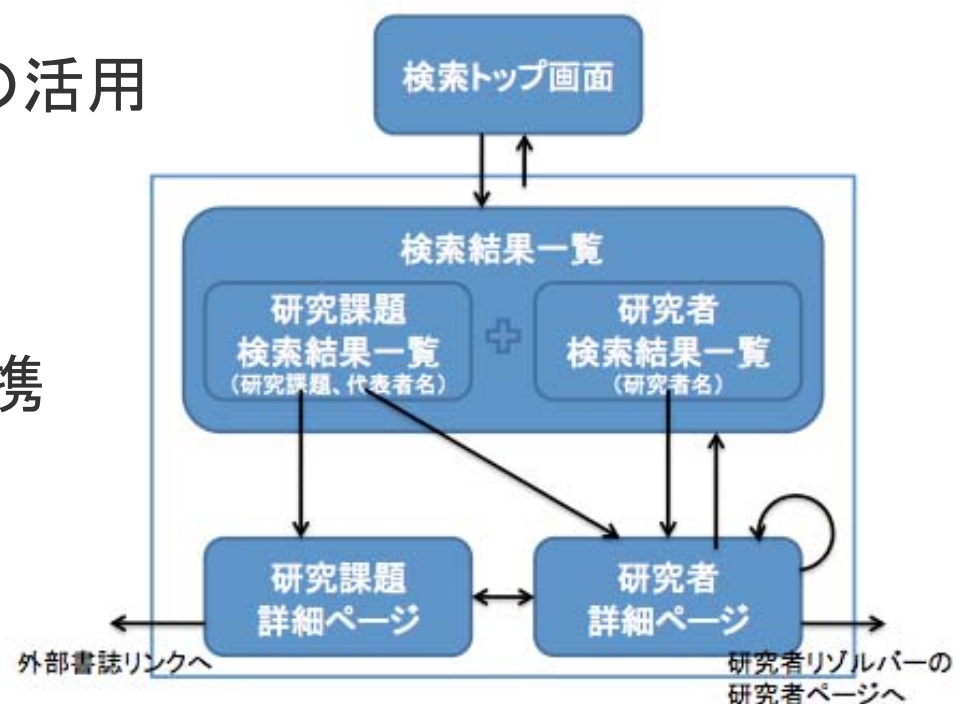 の活用
携
検索トップ画面
検索結果一覧
研究課題
検索結果一覧
(研究課題、代表者名)
研究者
検索結果一覧
(研究者名)
研究課題
詳細ページ
研究者
詳細ページ
外部書誌リンクへ
研究者リゾルバーの
研究者ページへ